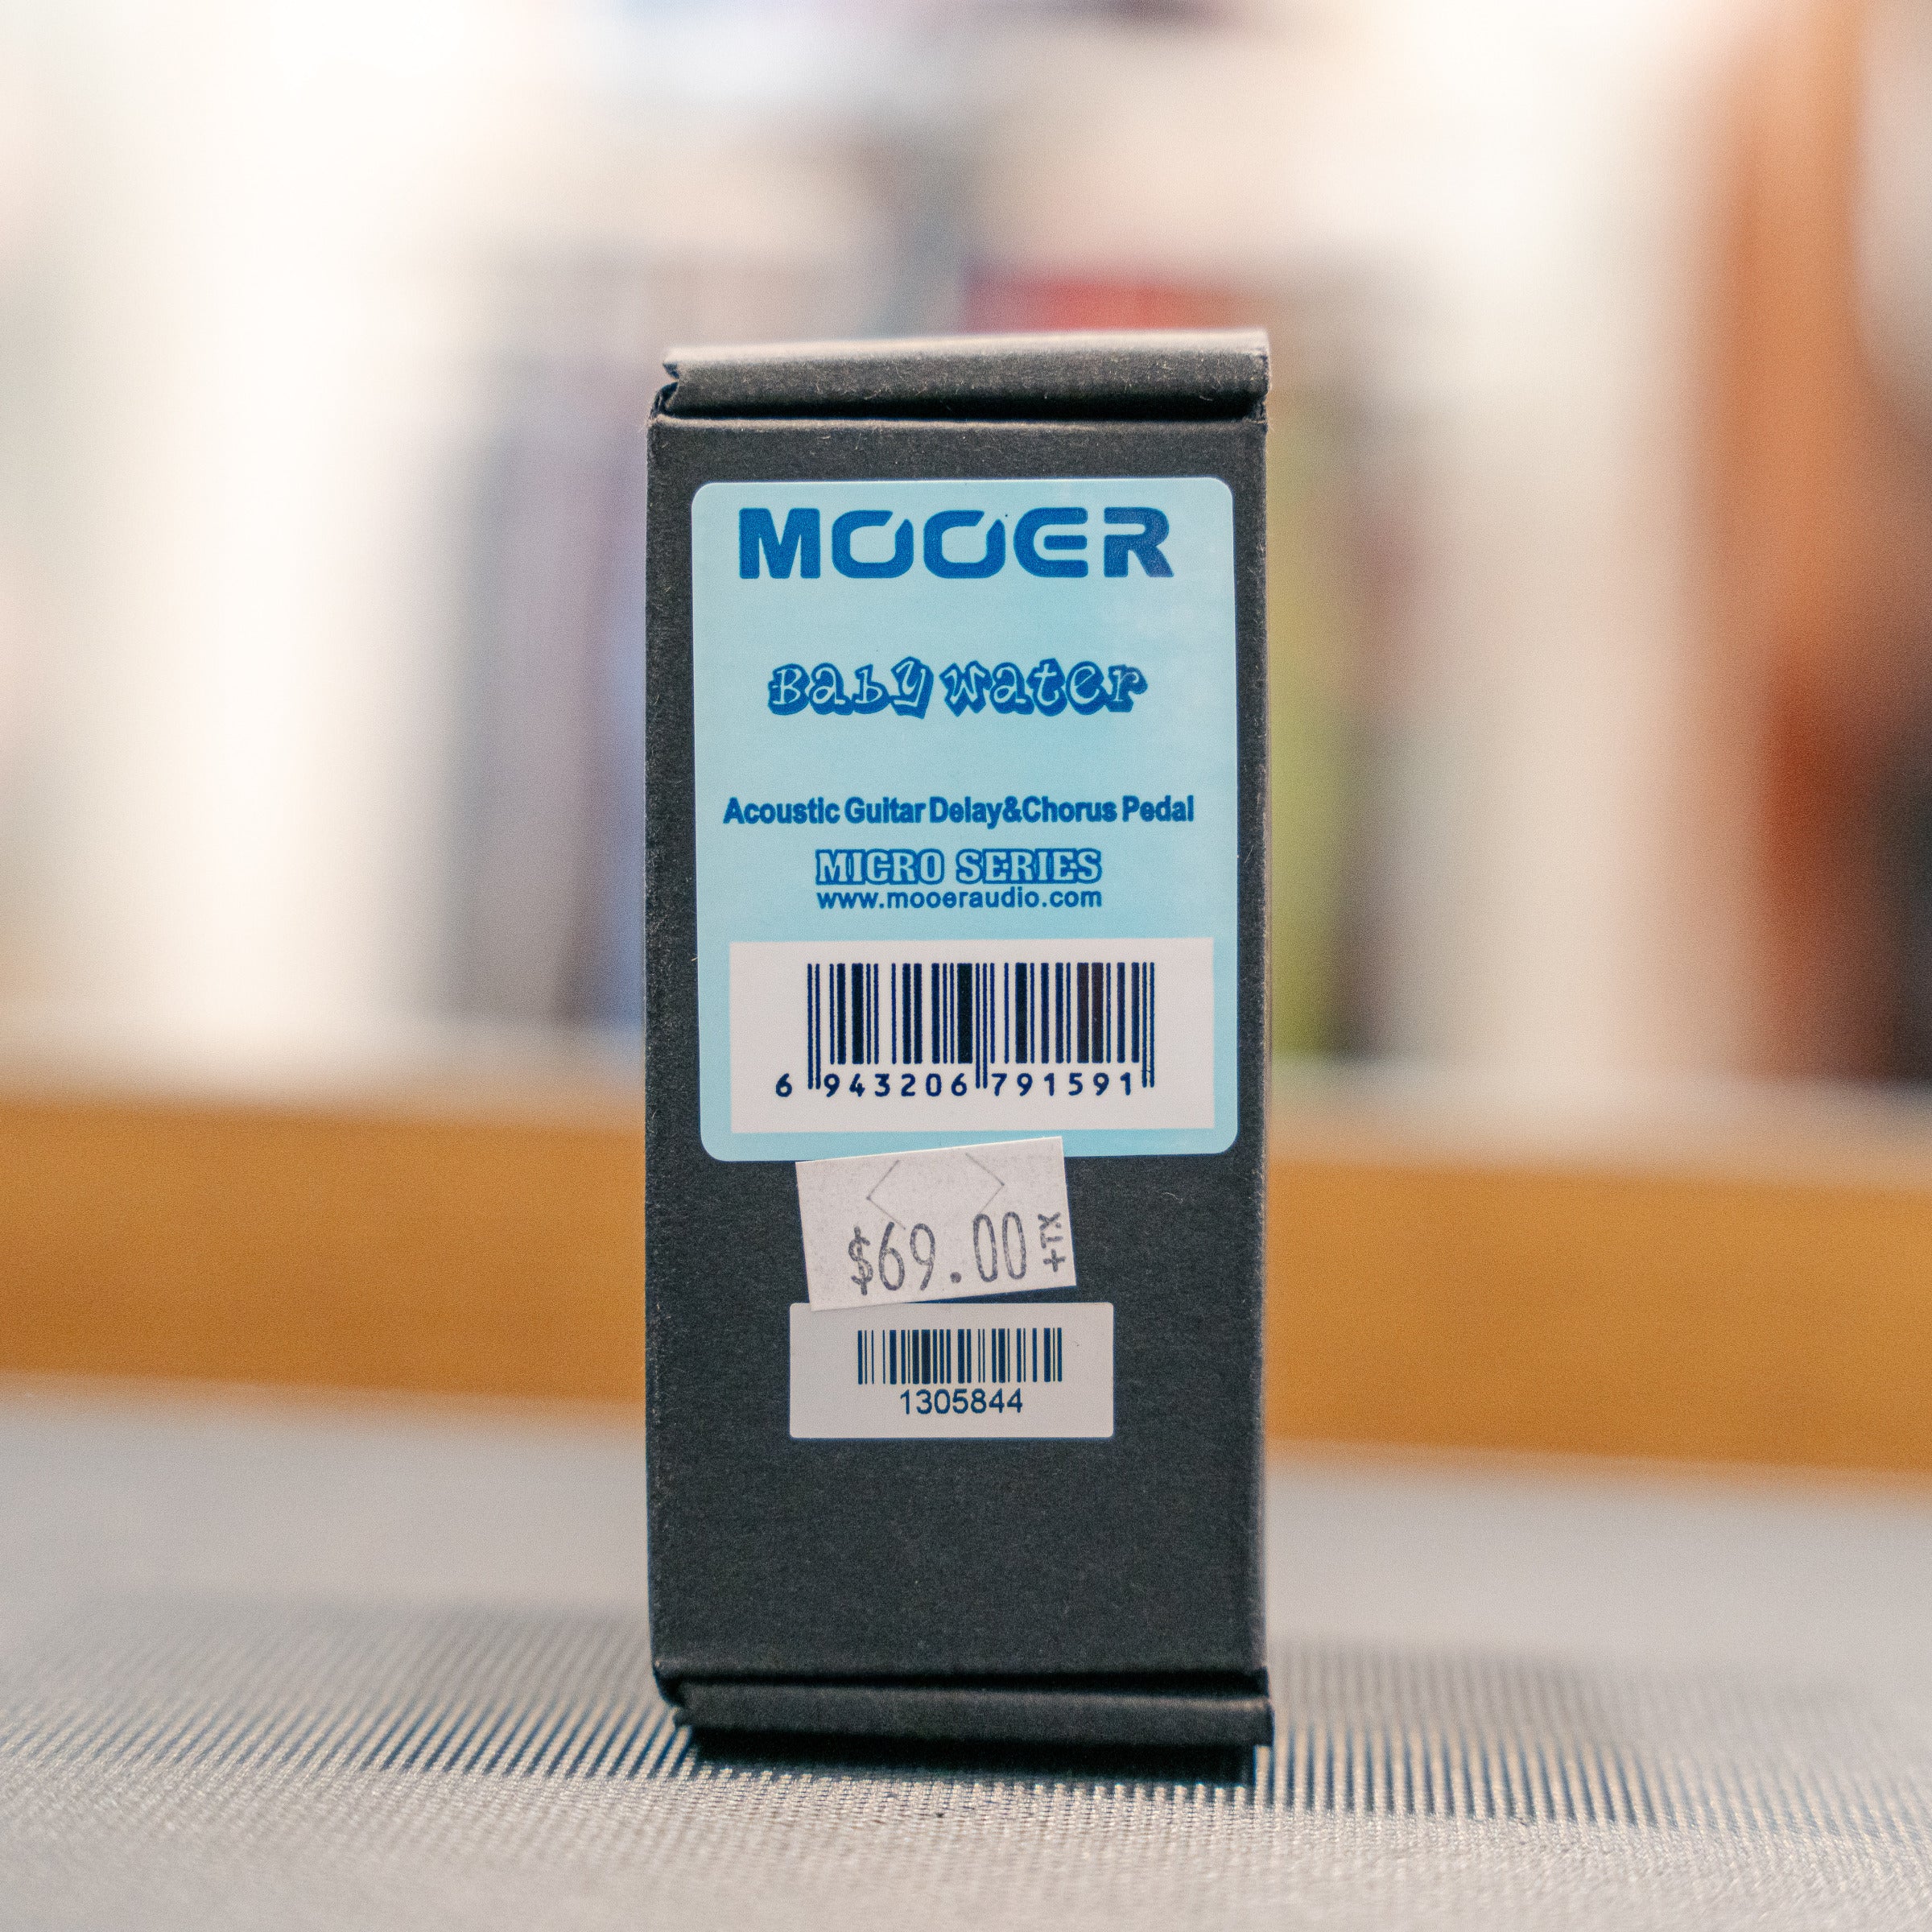 MOOER
Baby Water
Acoustic Guitar Delay&Chorus Pedal
MICRO SERIES
www.mooeraudio.com
6 943206 791591
$69.00 +TX
1305844